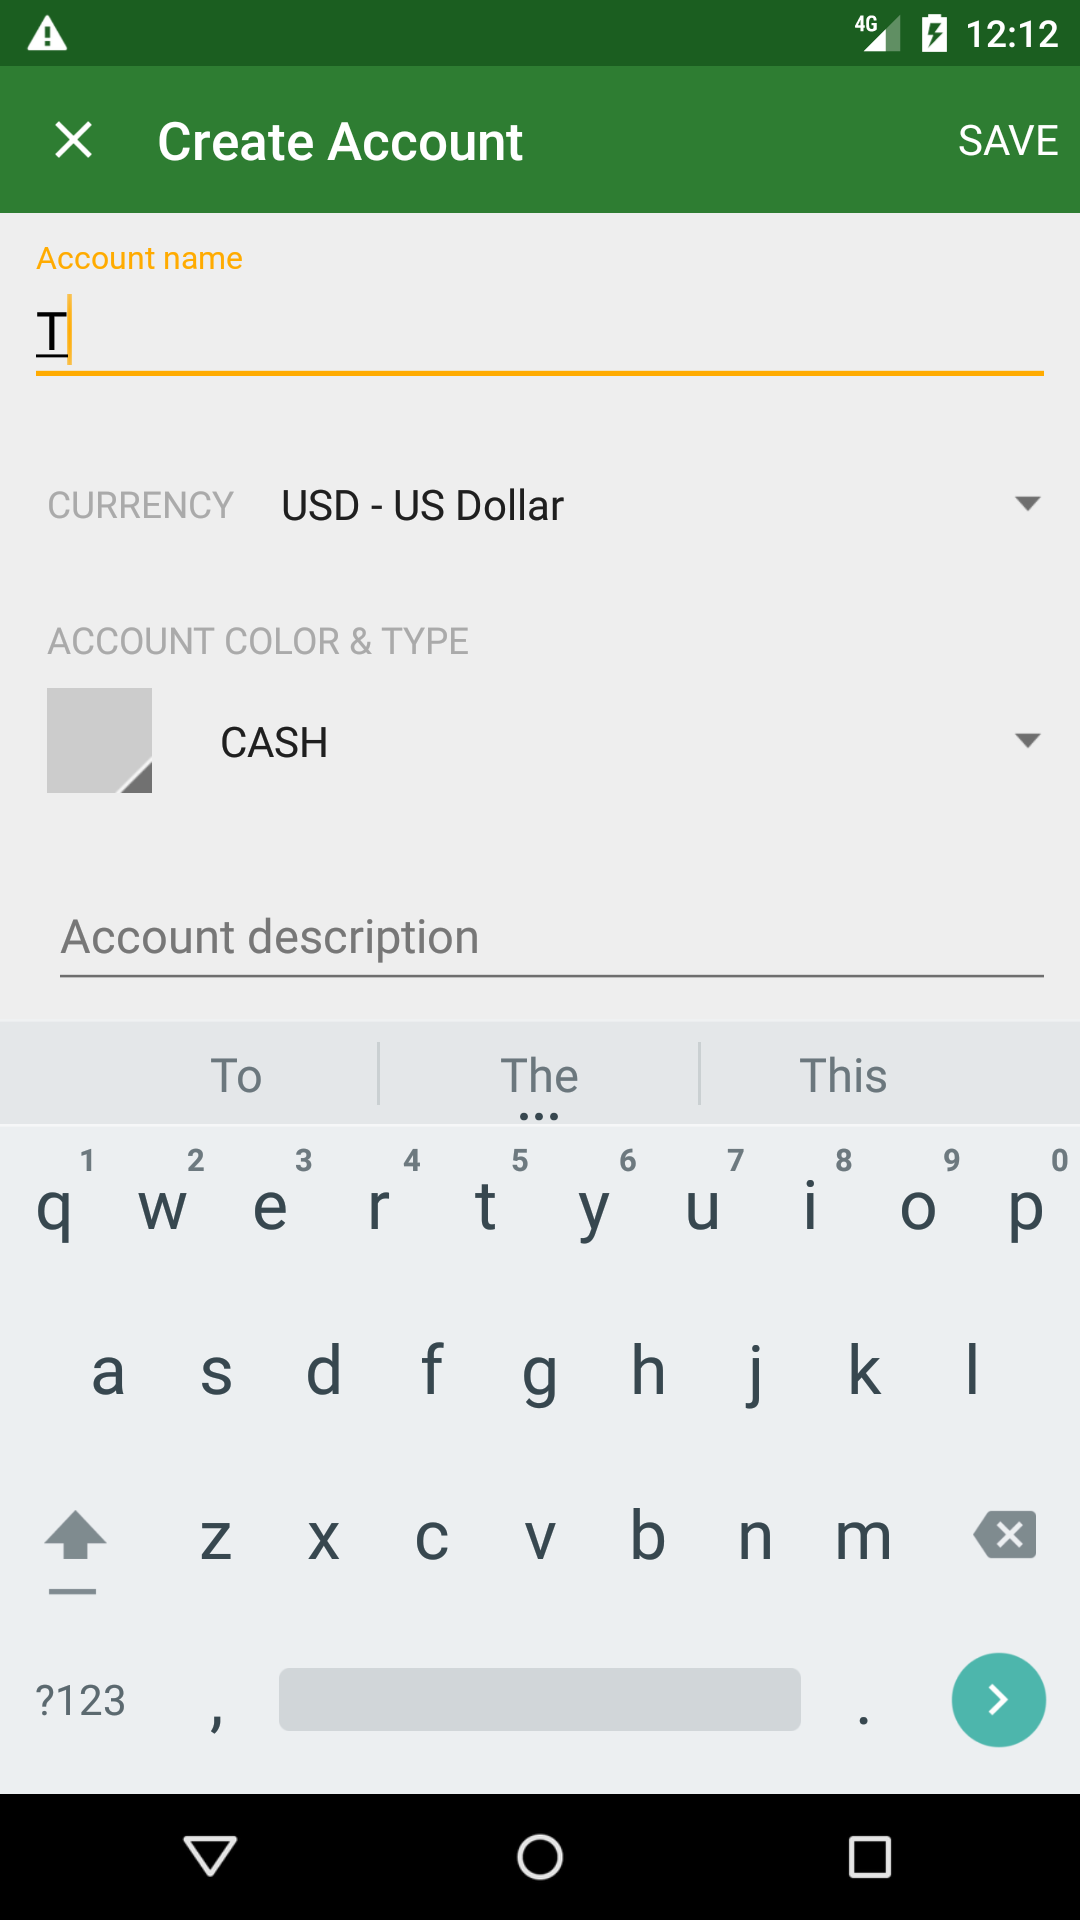 4G 12:12
Create Account SAVE
Account name
T
CURRENCY USD - US Dollar
ACCOUNT COLOR & TYPE
CASH
Account description
To The This
1 2 3 4 5 6 7 8 9 0
q w e r t y u i o p
a s d f g h j k l
z x c v b n m
?123 , .